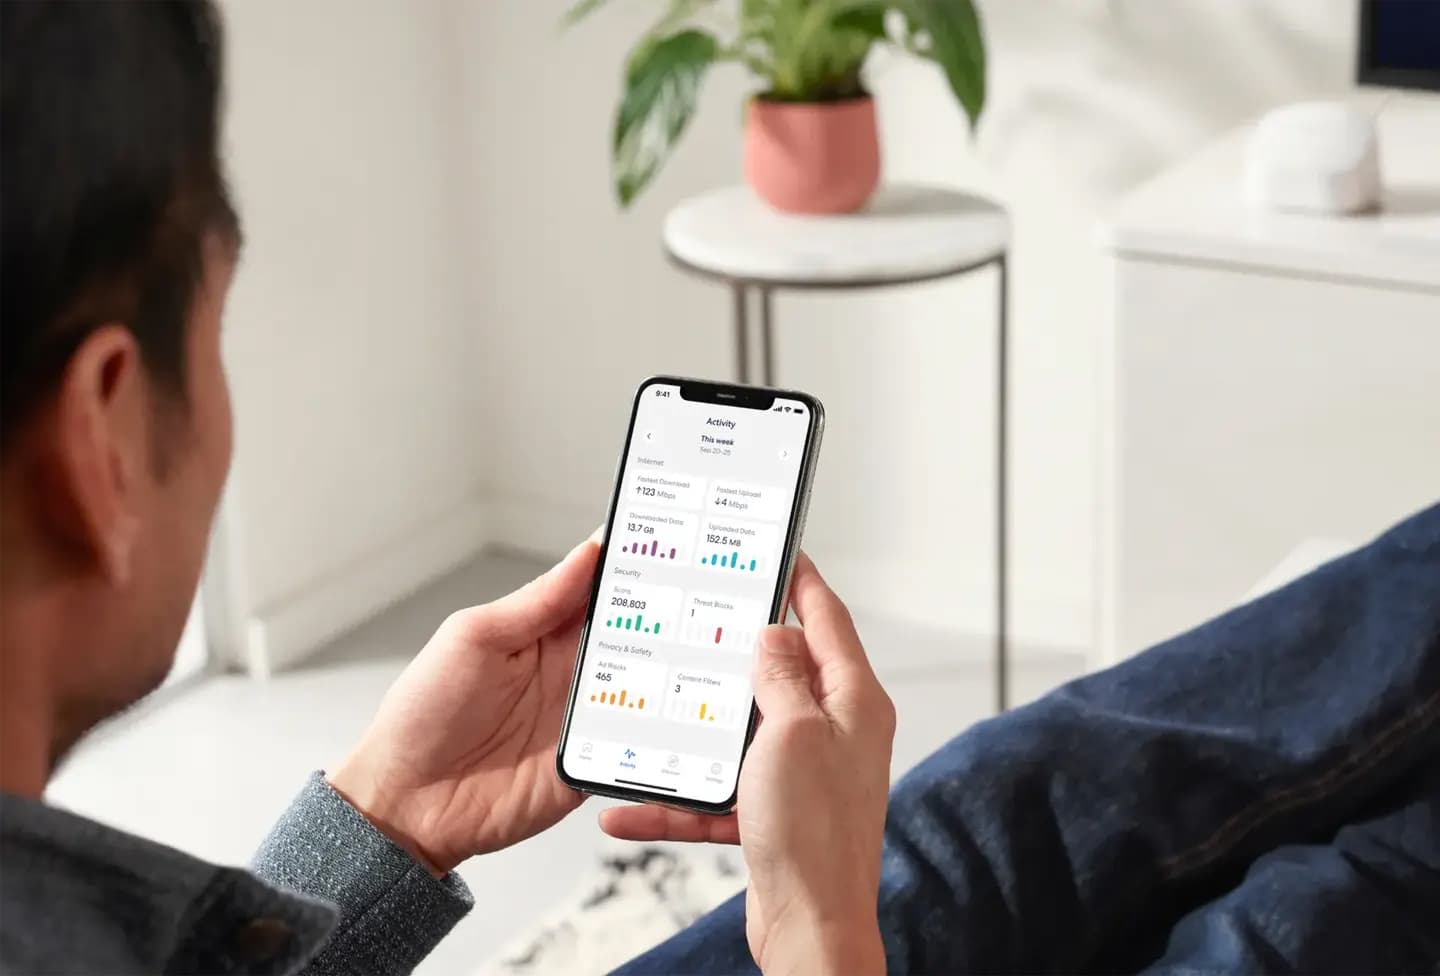 9:41
Activity
This week
Sep 20–26
Internet
Fastest Download
↑123 Mbps
Fastest Upload
↓4 Mbps
Downloaded Data
13.7 GB
Uploaded Data
152.5 MB
Security
Scans
208,803
Threat Blocks
1
Privacy & Safety
Ad Blocks
465
Content Filters
3
Home
Activity
Discover
Settings